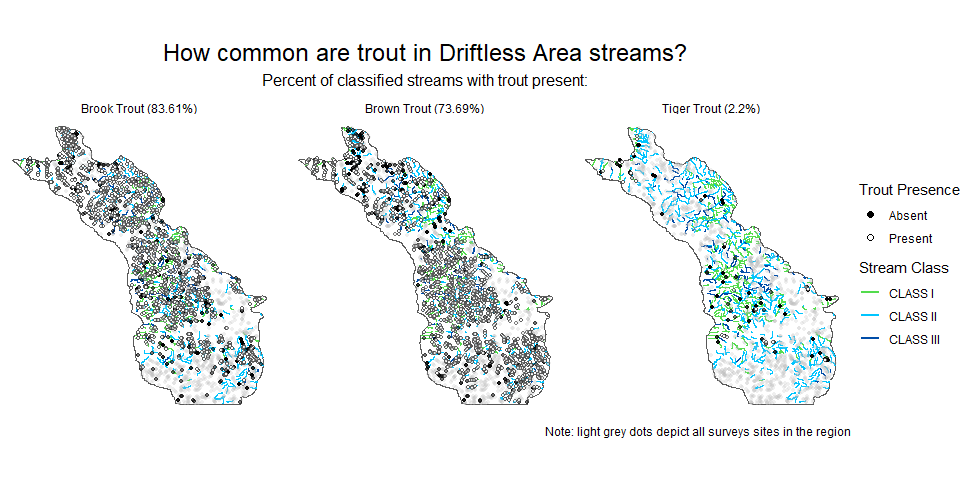 How common are trout in Driftless Area streams?
Percent of classified streams with trout present:
Brook Trout (83.61%)
Brown Trout (73.69%)
Tiger Trout (2.2%)
Trout Presence
Absent
Present
Stream Class
CLASS I
CLASS II
CLASS III
Note: light grey dots depict all surveys sites in the region